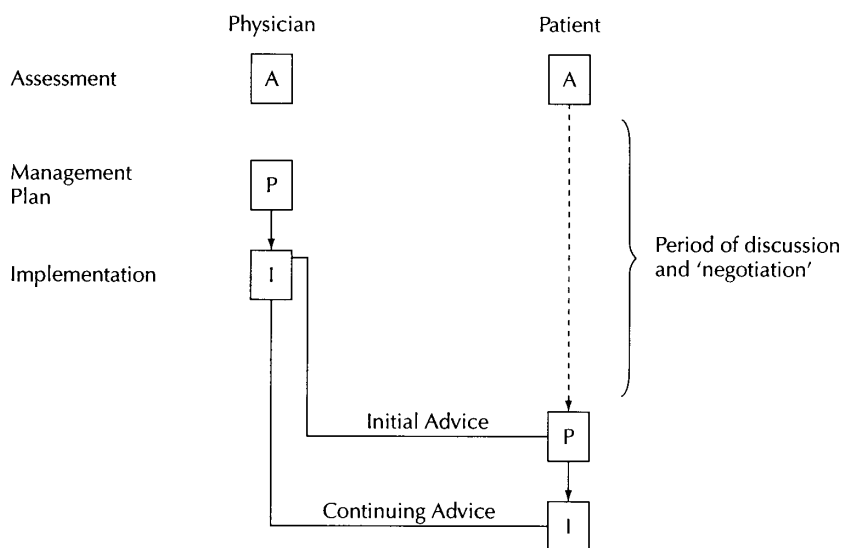 Physician
Patient
Assessment
A
A
Management
Plan
P
Implementation
I
Period of discussion
and ‘negotiation’
Initial Advice
P
Continuing Advice
I